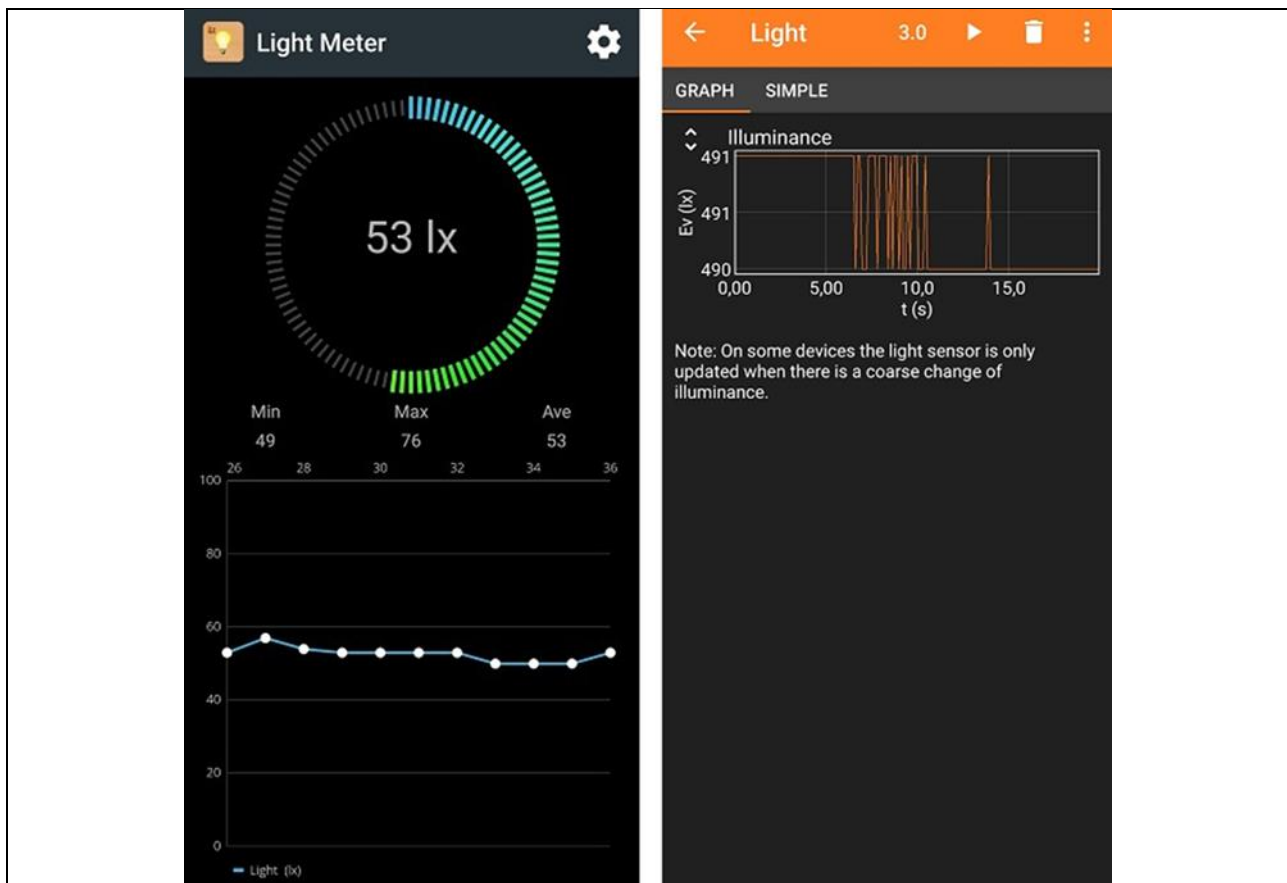 Light Meter
53 lx
Min Max Ave
49 76 53
26 28 30 32 34 36
100
80
60
40
20
0
Light (lx)
Light 3.0
GRAPH SIMPLE
Illuminance
491
491
490
Ev (lx)
0,00 5,00 10,0 15,0
t (s)
Note: On some devices the light sensor is only
updated when there is a coarse change of
illuminance.